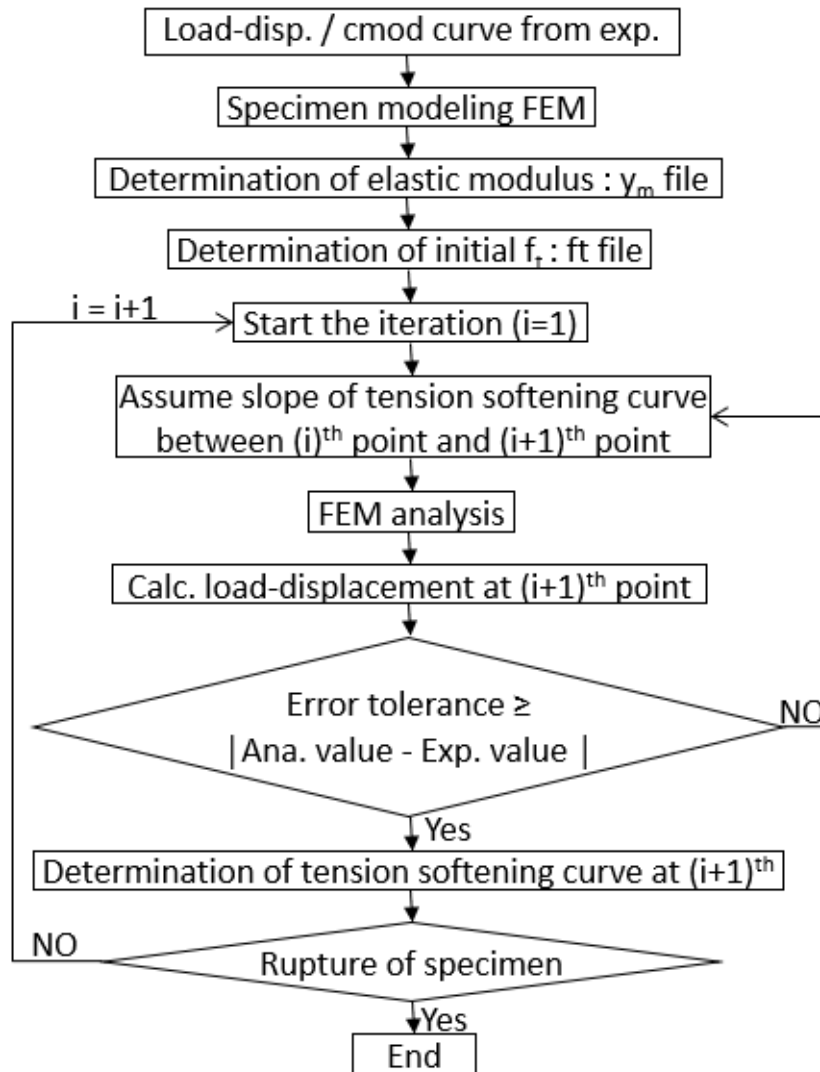 Load-disp. / cmod curve from exp.
Specimen modeling FEM
Determination of elastic modulus : yₘ file
Determination of initial fₜ : ft file
i = i+1
Start the iteration (i=1)
Assume slope of tension softening curve
between (i)ᵗʰ point and (i+1)ᵗʰ point
FEM analysis
Calc. load-displacement at (i+1)ᵗʰ point
Error tolerance ≥
|Ana. value - Exp. value |
NO
Yes
Determination of tension softening curve at (i+1)ᵗʰ
NO
Rupture of specimen
Yes
End